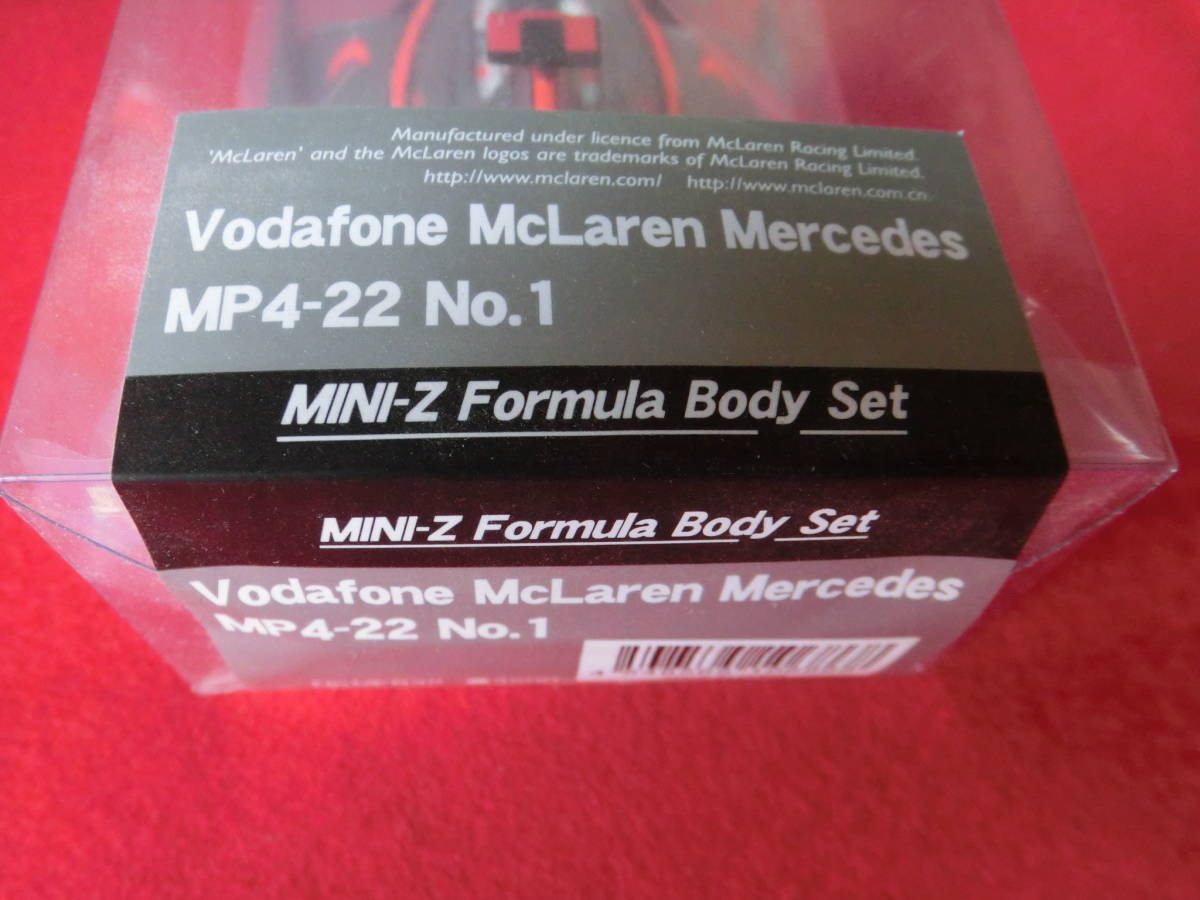 Manufactured under licence from McLaren Racing Limited.
'McLaren' and the McLaren logos are trademarks of McLaren Racing Limited.
http://www.mclaren.com/ http://www.mclaren.com.cn
Vodafone McLaren Mercedes
MP4-22 No.1
MINI-Z Formula Body Set
MINI-Z Formula Body Set
Vodafone McLaren Mercedes
MP4-22 No.1